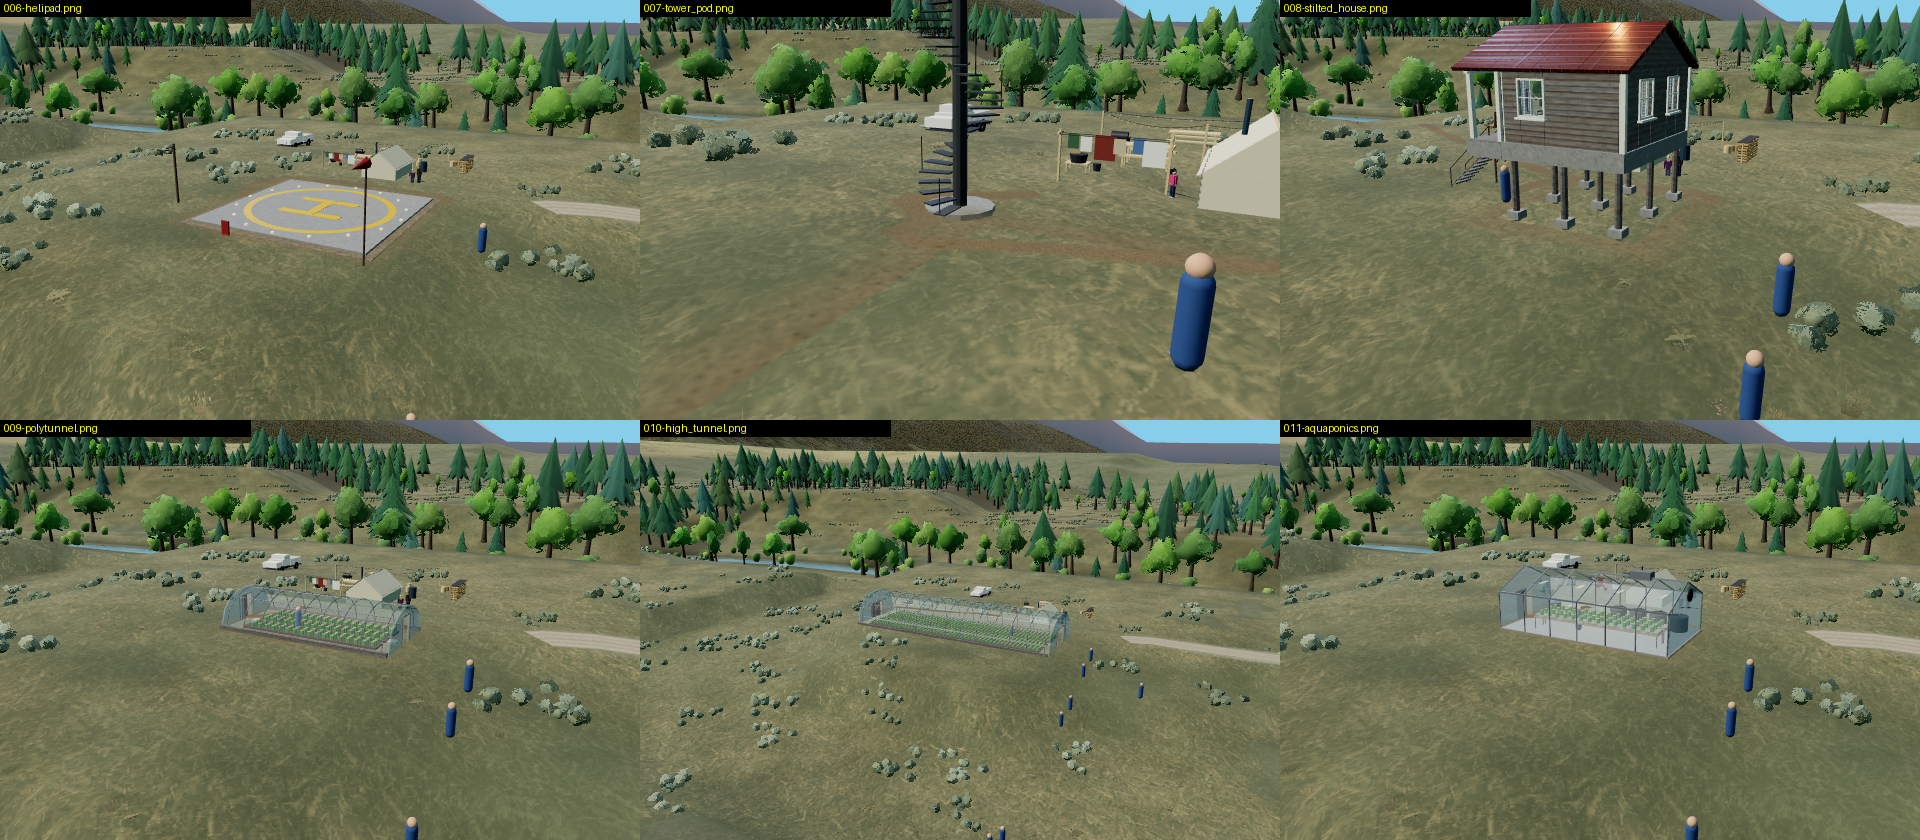 006-helipad.png
007-tower_pod.png
008-stilted_house.png
009-polytunnel.png
010-high_tunnel.png
011-aquaponics.png
H